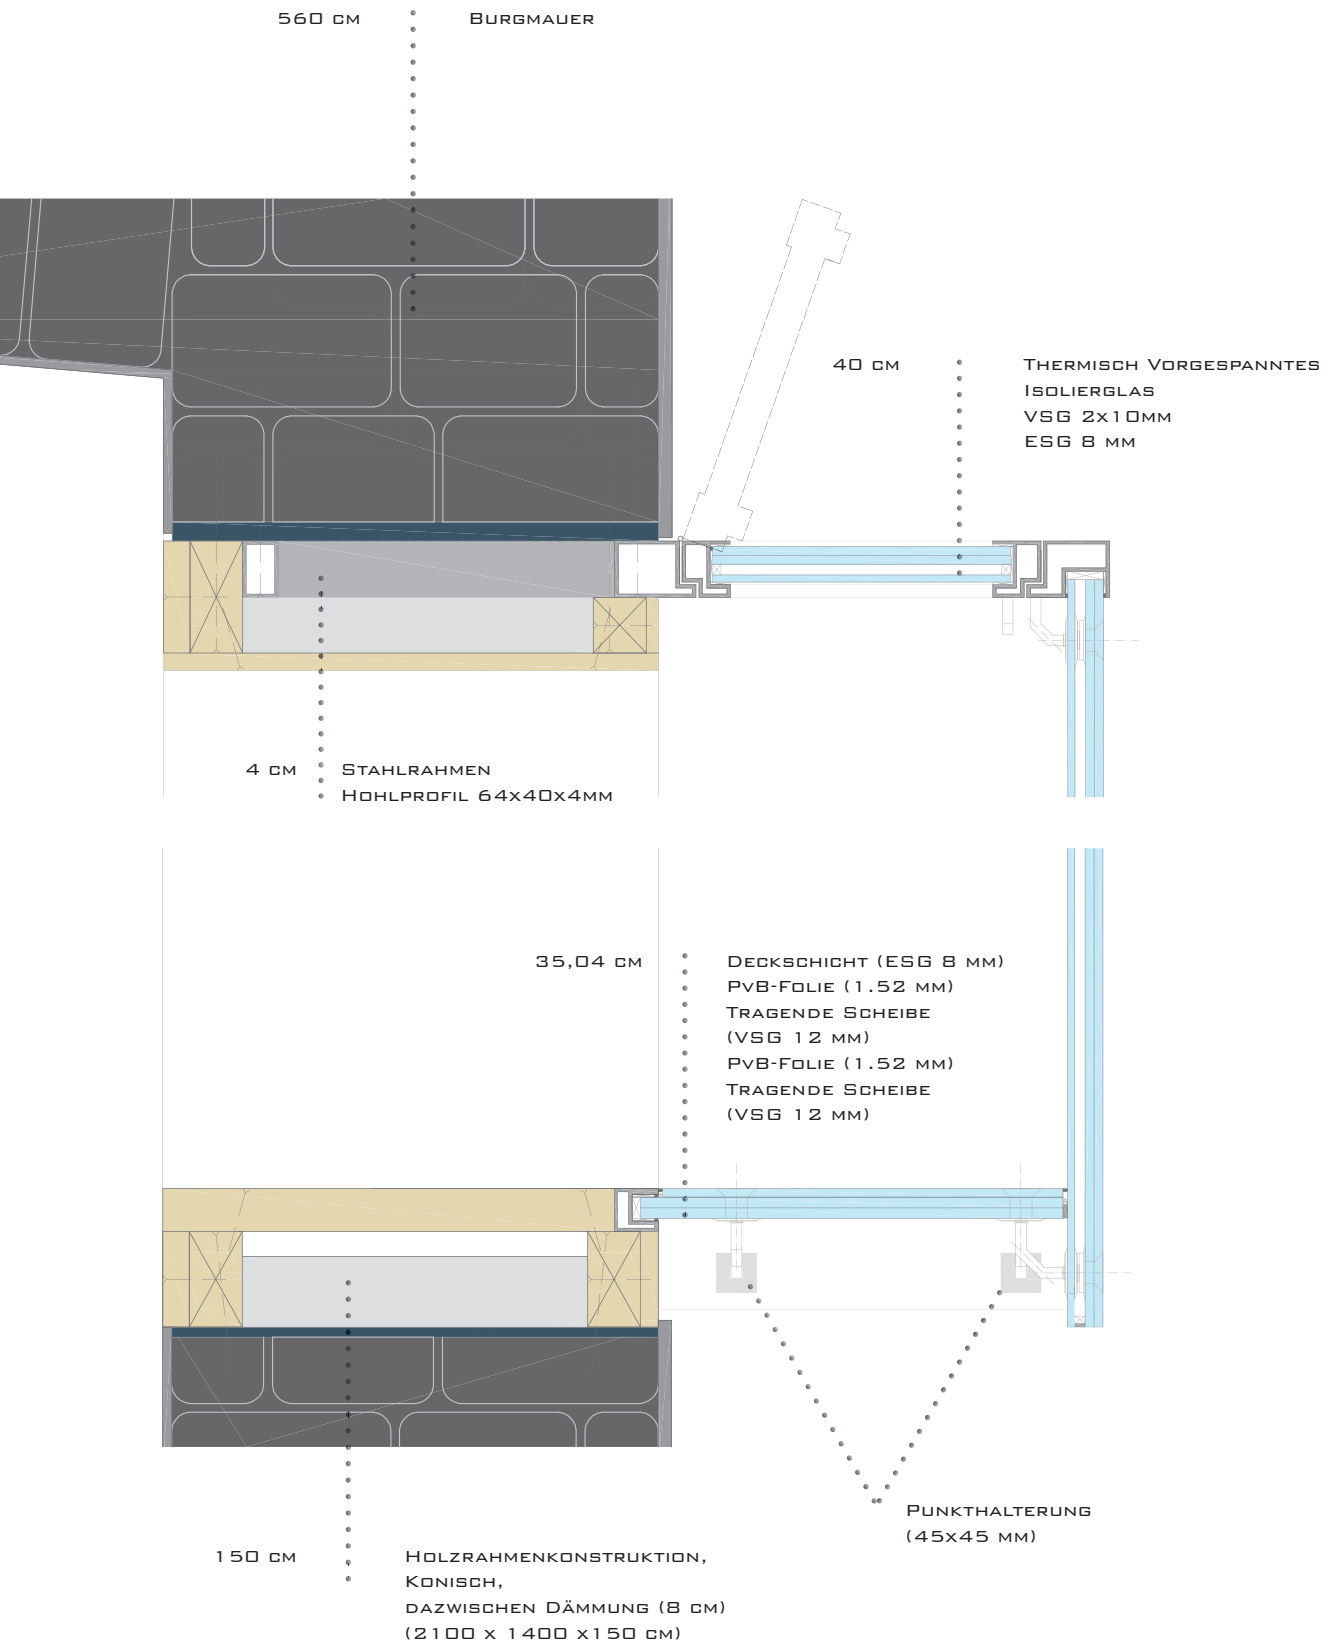 560 cm Burgmauer
40 cm Thermisch Vorgespanntes
Isolierglas
VSG 2x10mm
ESG 8 mm
4 cm Stahlrahmen
Hohlprofil 64x40x4mm
35,04 cm Deckschicht (ESG 8 mm)
PvB-Folie (1.52 mm)
Tragende Scheibe
(VSG 12 mm)
PvB-Folie (1.52 mm)
Tragende Scheibe
(VSG 12 mm)
Punkthalterung
(45x45 mm)
150 cm Holzrahmenkonstruktion,
Konisch,
dazwischen Dämmung (8 cm)
(2100 x 1400 x150 cm)